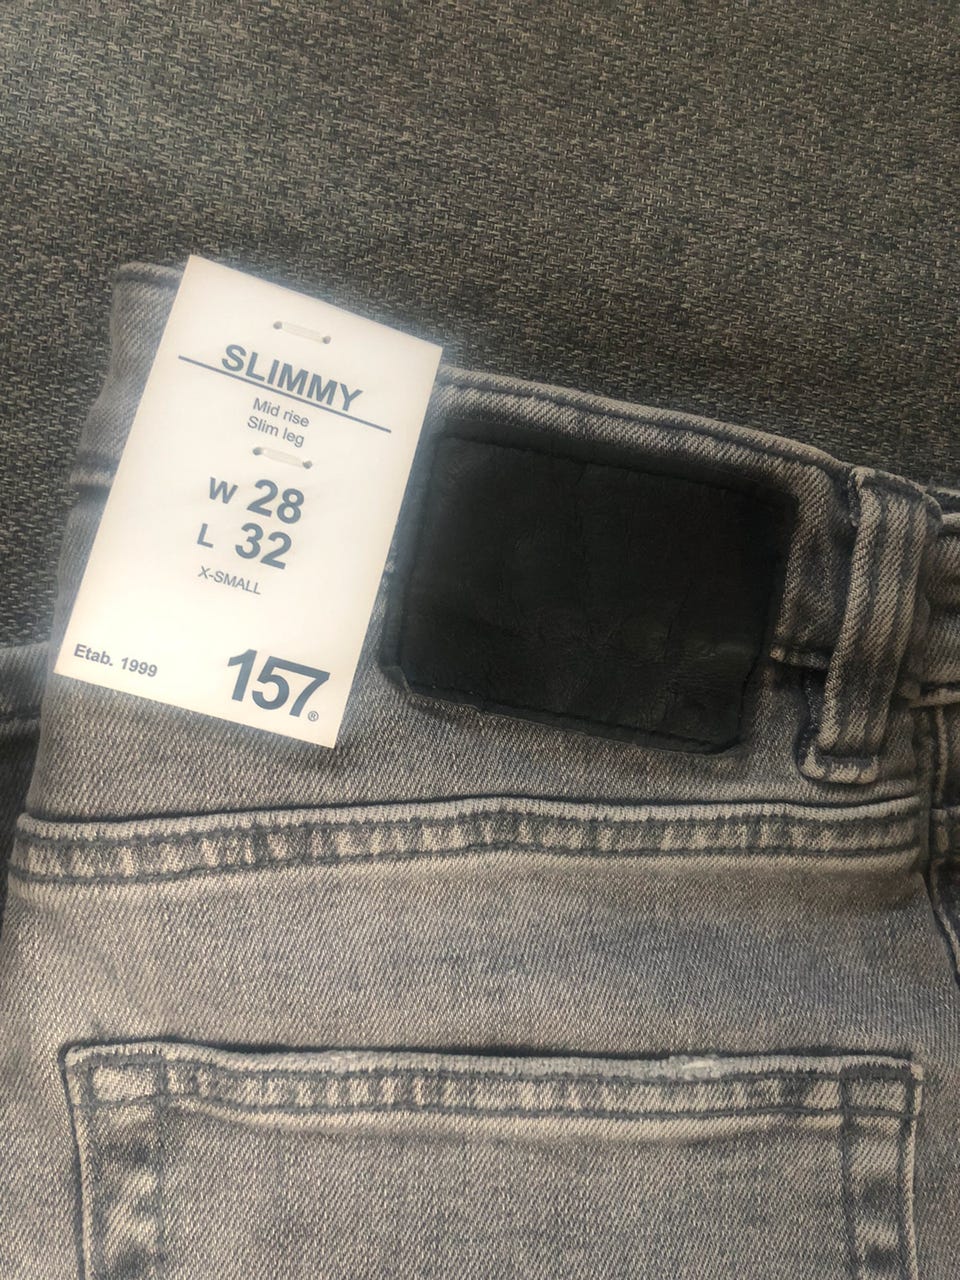 SLIMMY
Mid rise
Slim leg
W 28
L 32
X-SMALL
Etab. 1999
157®